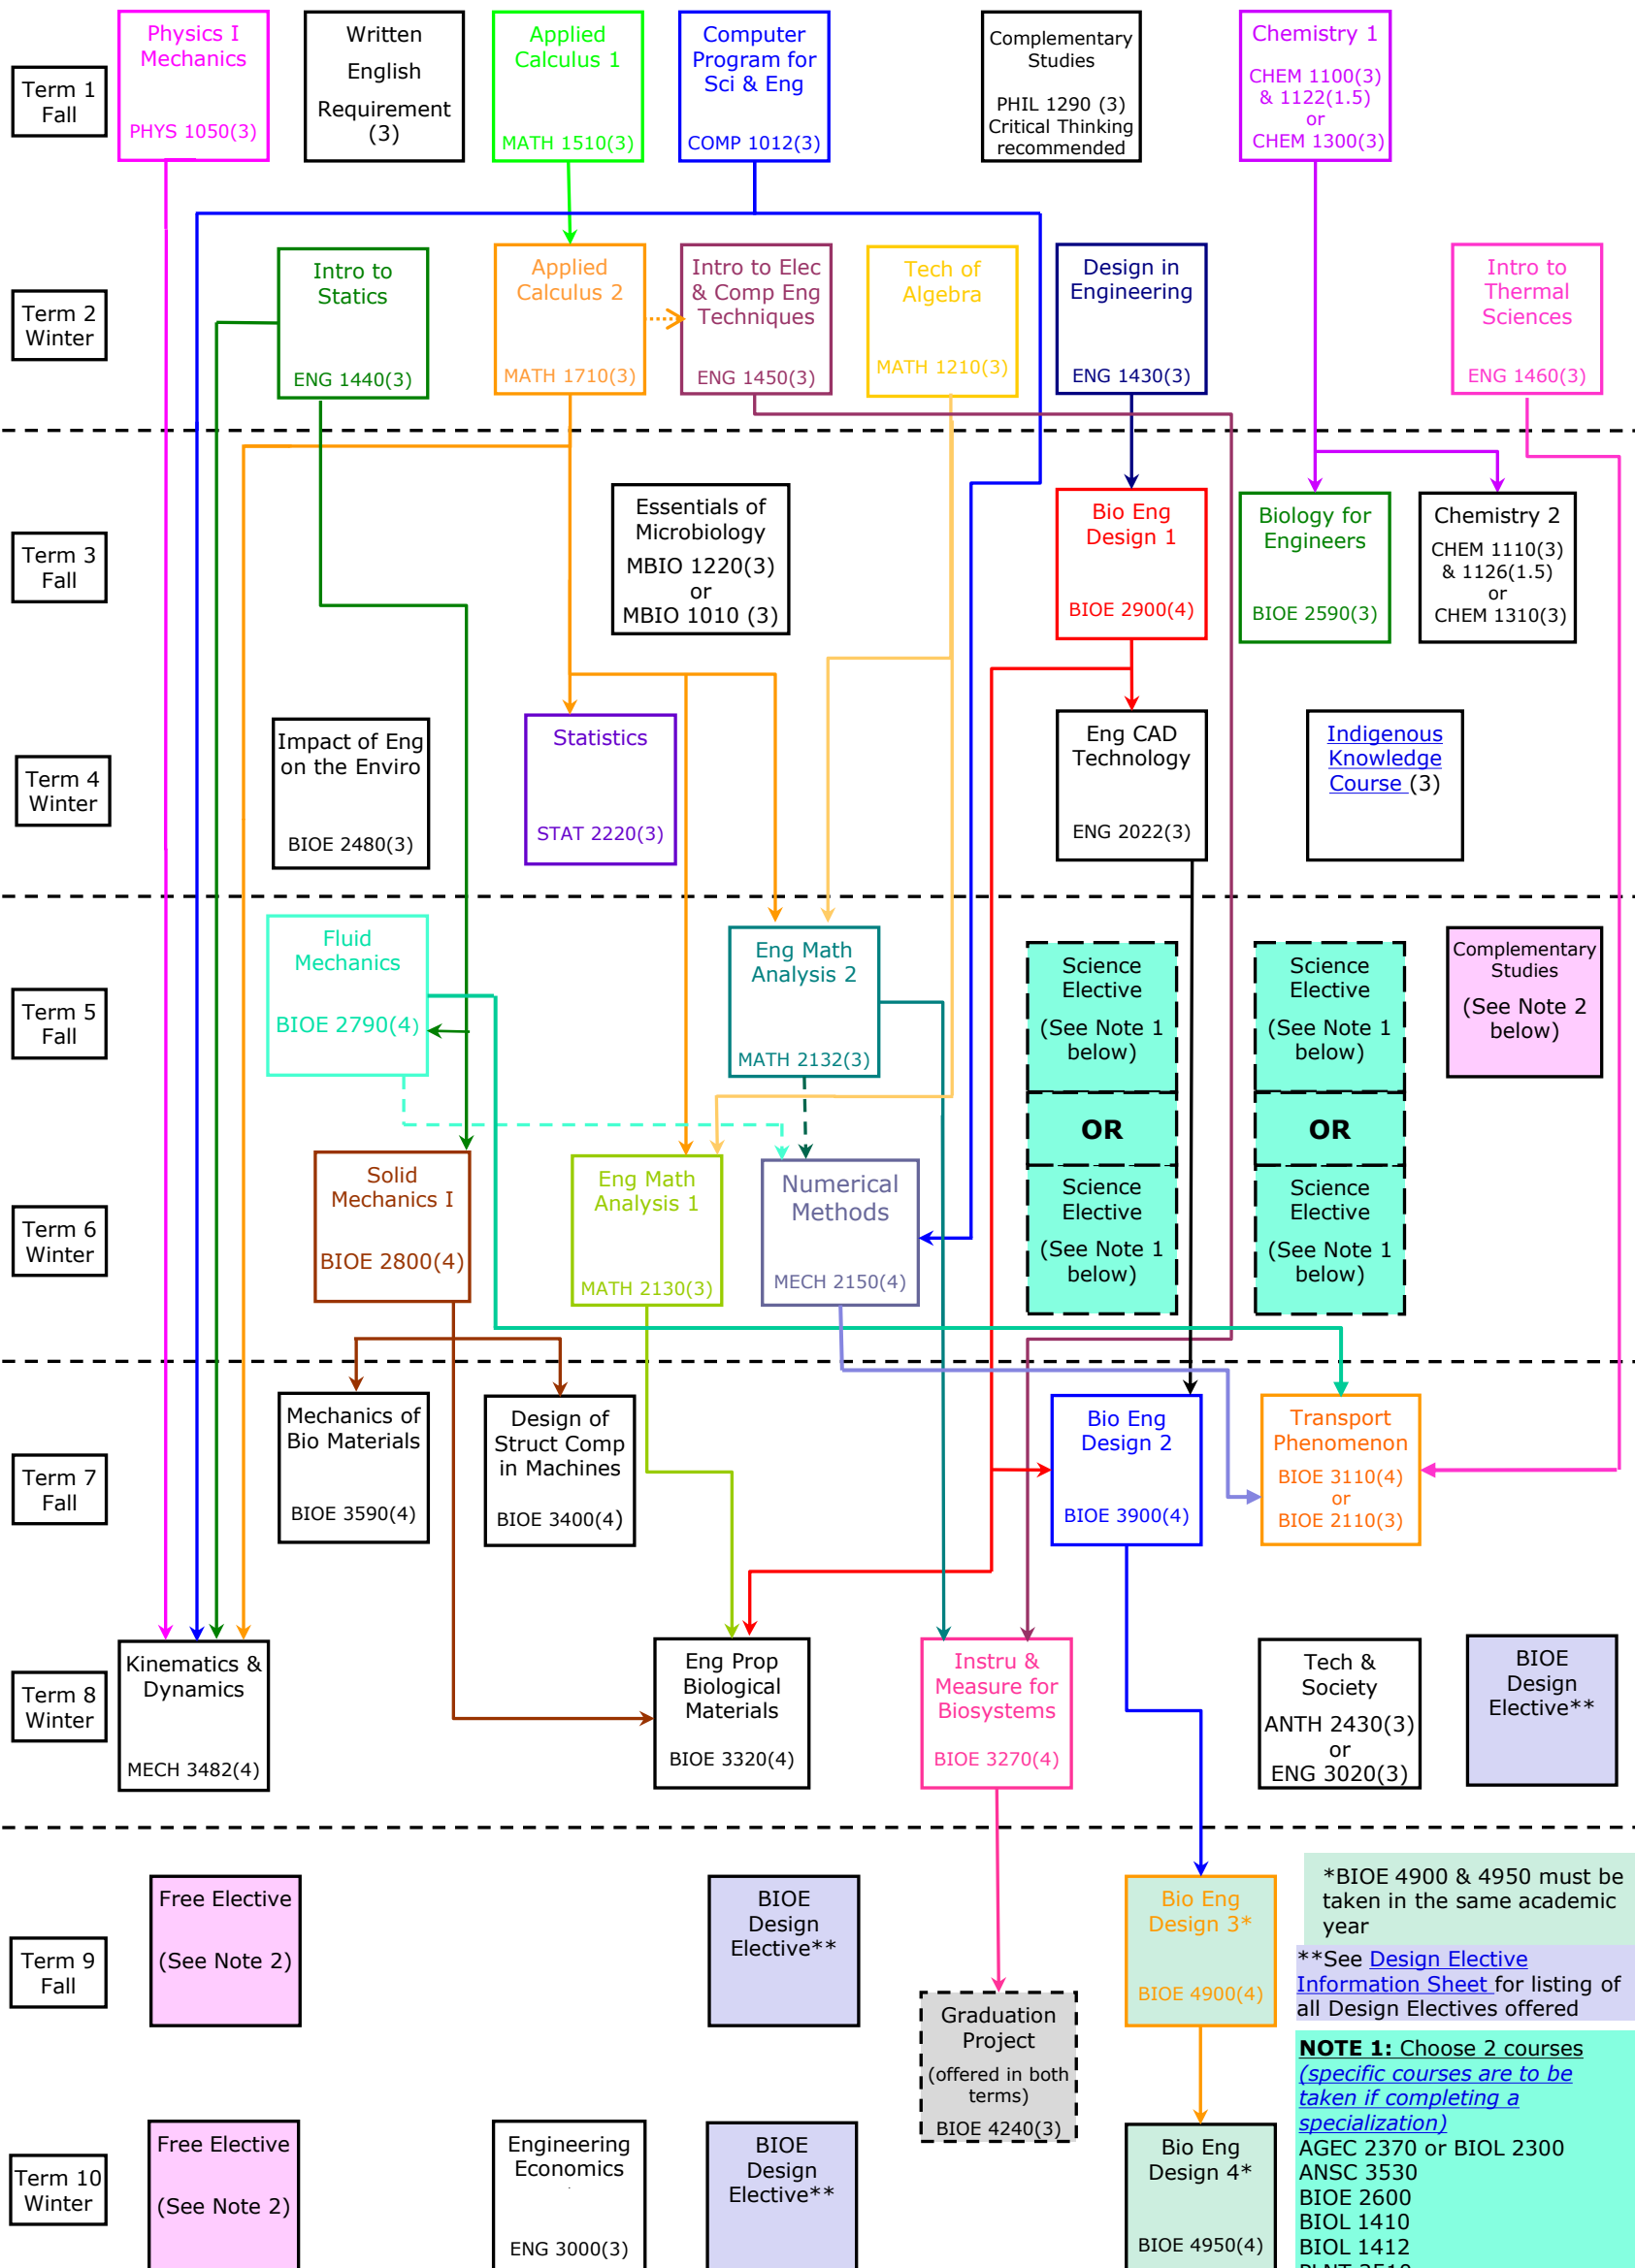 Term 1
Fall
Physics I
Mechanics
PHYS 1050(3)
Written
English
Requirement
(3)
Applied
Calculus 1
MATH 1510(3)
Computer
Program for
Sci & Eng
COMP 1012(3)
Complementary
Studies
PHIL 1290 (3)
Critical Thinking
recommended
Chemistry 1
CHEM 1100(3)
& 1122(1.5)
or
CHEM 1300(3)
Term 2
Winter
Intro to
Statics
ENG 1440(3)
Applied
Calculus 2
MATH 1710(3)
Intro to Elec
& Comp Eng
Techniques
ENG 1450(3)
Tech of
Algebra
MATH 1210(3)
Design in
Engineering
ENG 1430(3)
Intro to
Thermal
Sciences
ENG 1460(3)
Term 3
Fall
Essentials of
Microbiology
MBIO 1220(3)
or
MBIO 1010 (3)
Bio Eng
Design 1
BIOE 2900(4)
Biology for
Engineers
BIOE 2590(3)
Chemistry 2
CHEM 1110(3)
& 1126(1.5)
or
CHEM 1310(3)
Term 4
Winter
Impact of Eng
on the Enviro
BIOE 2480(3)
Statistics
STAT 2220(3)
Eng CAD
Technology
ENG 2022(3)
Indigenous
Knowledge
Course (3)
Term 5
Fall
Fluid
Mechanics
BIOE 2790(4)
Eng Math
Analysis 2
MATH 2132(3)
Science
Elective
(See Note 1
below)
Science
Elective
(See Note 1
below)
Complementary
Studies
(See Note 2
below)
OR
OR
Term 6
Winter
Solid
Mechanics I
BIOE 2800(4)
Eng Math
Analysis 1
MATH 2130(3)
Numerical
Methods
MECH 2150(4)
Science
Elective
(See Note 1
below)
Science
Elective
(See Note 1
below)
Term 7
Fall
Mechanics of
Bio Materials
BIOE 3590(4)
Design of
Struct Comp
in Machines
BIOE 3400(4)
Bio Eng
Design 2
BIOE 3900(4)
Transport
Phenomenon
BIOE 3110(4)
or
BIOE 2110(3)
Term 8
Winter
Kinematics &
Dynamics
MECH 3482(4)
Eng Prop
Biological
Materials
BIOE 3320(4)
Instru &
Measure for
Biosystems
BIOE 3270(4)
Tech &
Society
ANTH 2430(3)
or
ENG 3020(3)
BIOE
Design
Elective**
Term 9
Fall
Free Elective
(See Note 2)
BIOE
Design
Elective**
Graduation
Project
(offered in both
terms)
BIOE 4240(3)
Bio Eng
Design 3*
BIOE 4900(4)
*BIOE 4900 & 4950 must be
taken in the same academic
year
**See Design Elective
Information Sheet for listing of
all Design Electives offered
Term 10
Winter
Free Elective
(See Note 2)
Engineering
Economics
ENG 3000(3)
BIOE
Design
Elective**
Bio Eng
Design 4*
BIOE 4950(4)
NOTE 1: Choose 2 courses
(specific courses are to be
taken if completing a
specialization)
AGEC 2370 or BIOL 2300
ANSC 3530
BIOE 2600
BIOL 1410
BIOL 1412